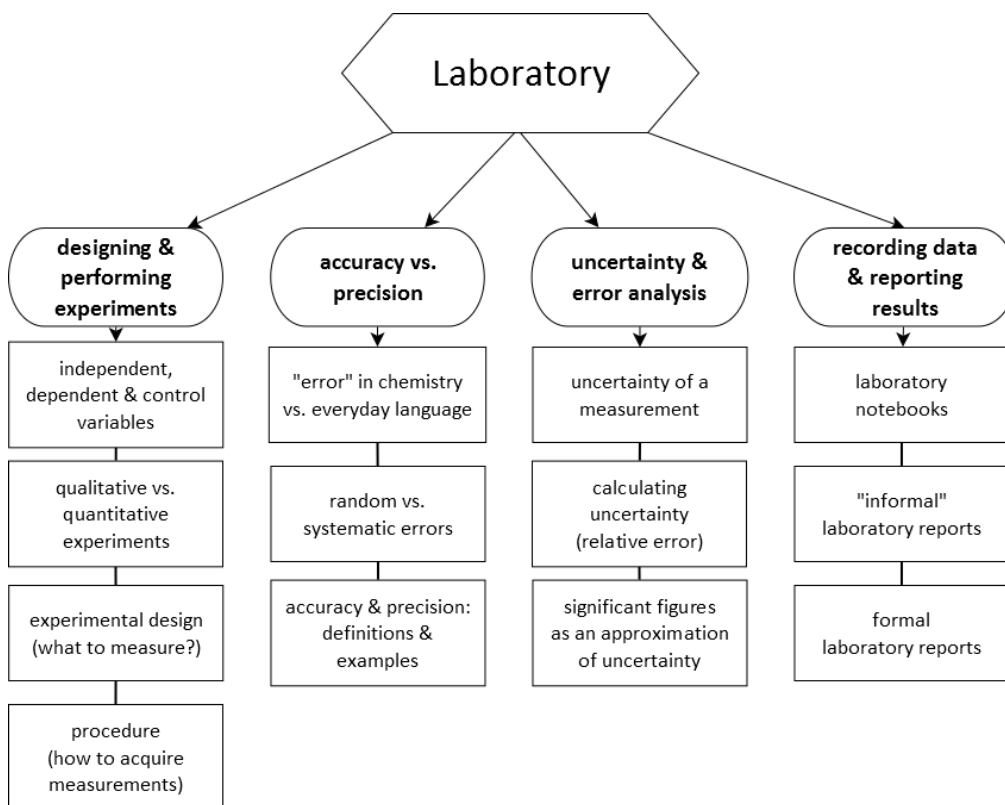 Laboratory
designing &
performing
experiments
independent,
dependent & control
variables
qualitative vs.
quantitative
experiments
experimental design
(what to measure?)
procedure
(how to acquire
measurements)
accuracy vs.
precision
"error" in chemistry
vs. everyday language
random vs.
systematic errors
accuracy & precision:
definitions &
examples
uncertainty &
error analysis
uncertainty of a
measurement
calculating
uncertainty
(relative error)
significant figures
as an approximation
of uncertainty
recording data
& reporting
results
laboratory
notebooks
"informal"
laboratory reports
formal
laboratory reports